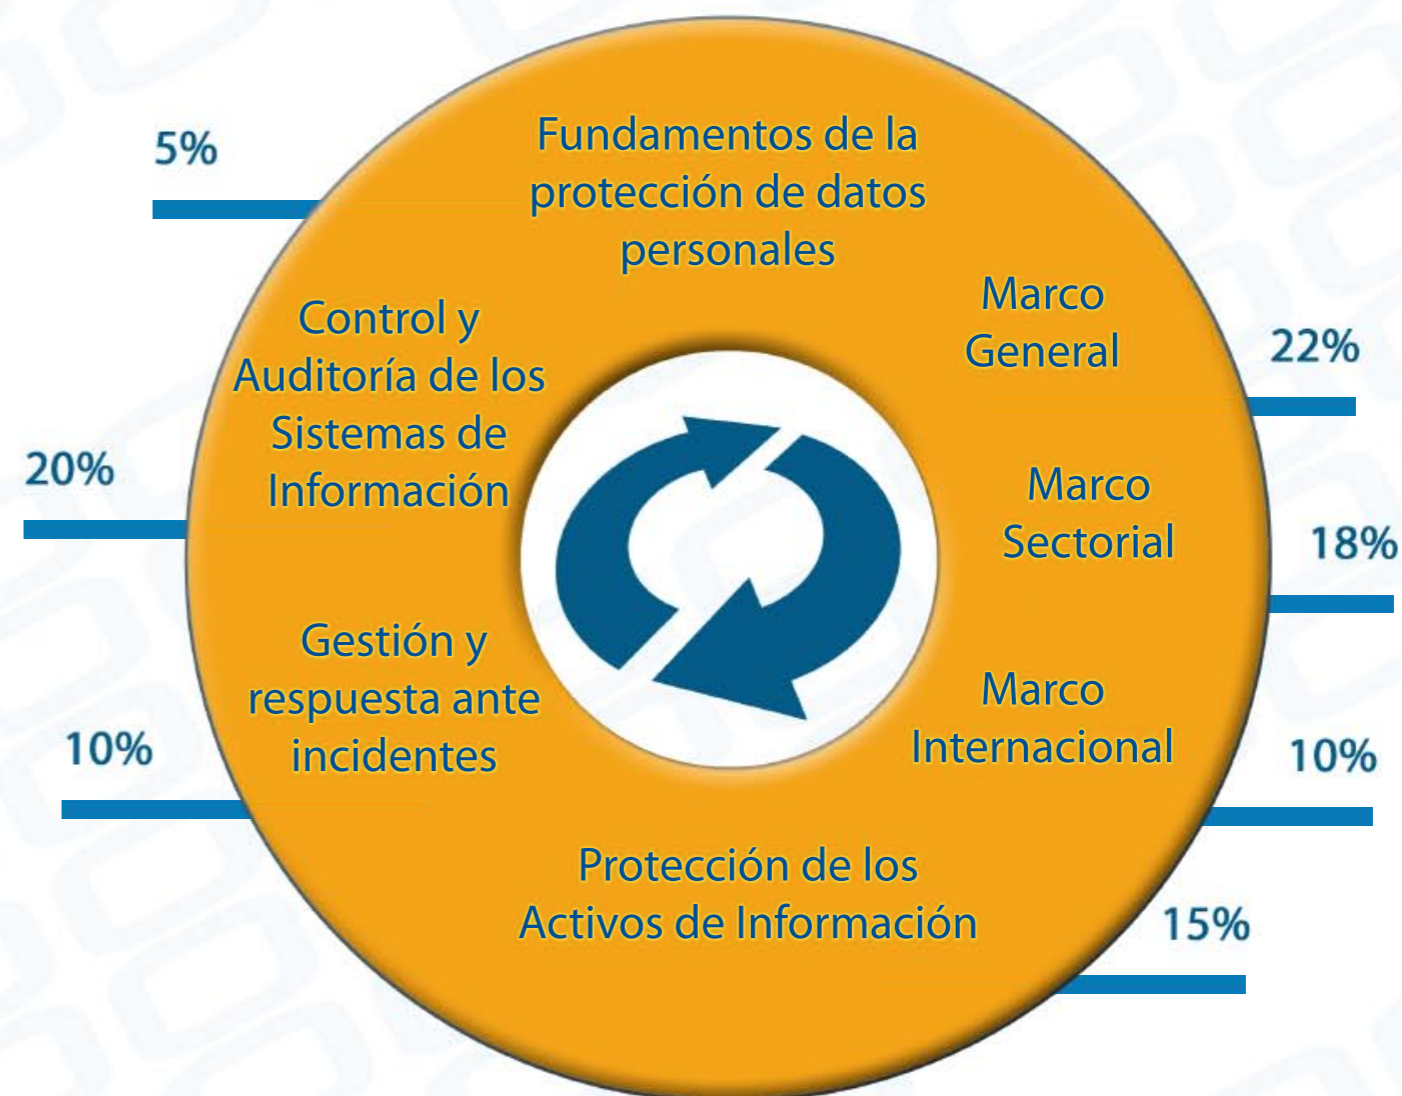 5%
Fundamentos de la
protección de datos
personales
Marco
General
22%
Marco
Sectorial
18%
Marco
Internacional
10%
Protección de los
Activos de Información
15%
Gestión y
respuesta ante
incidentes
10%
Control y
Auditoría de los
Sistemas de
Información
20%